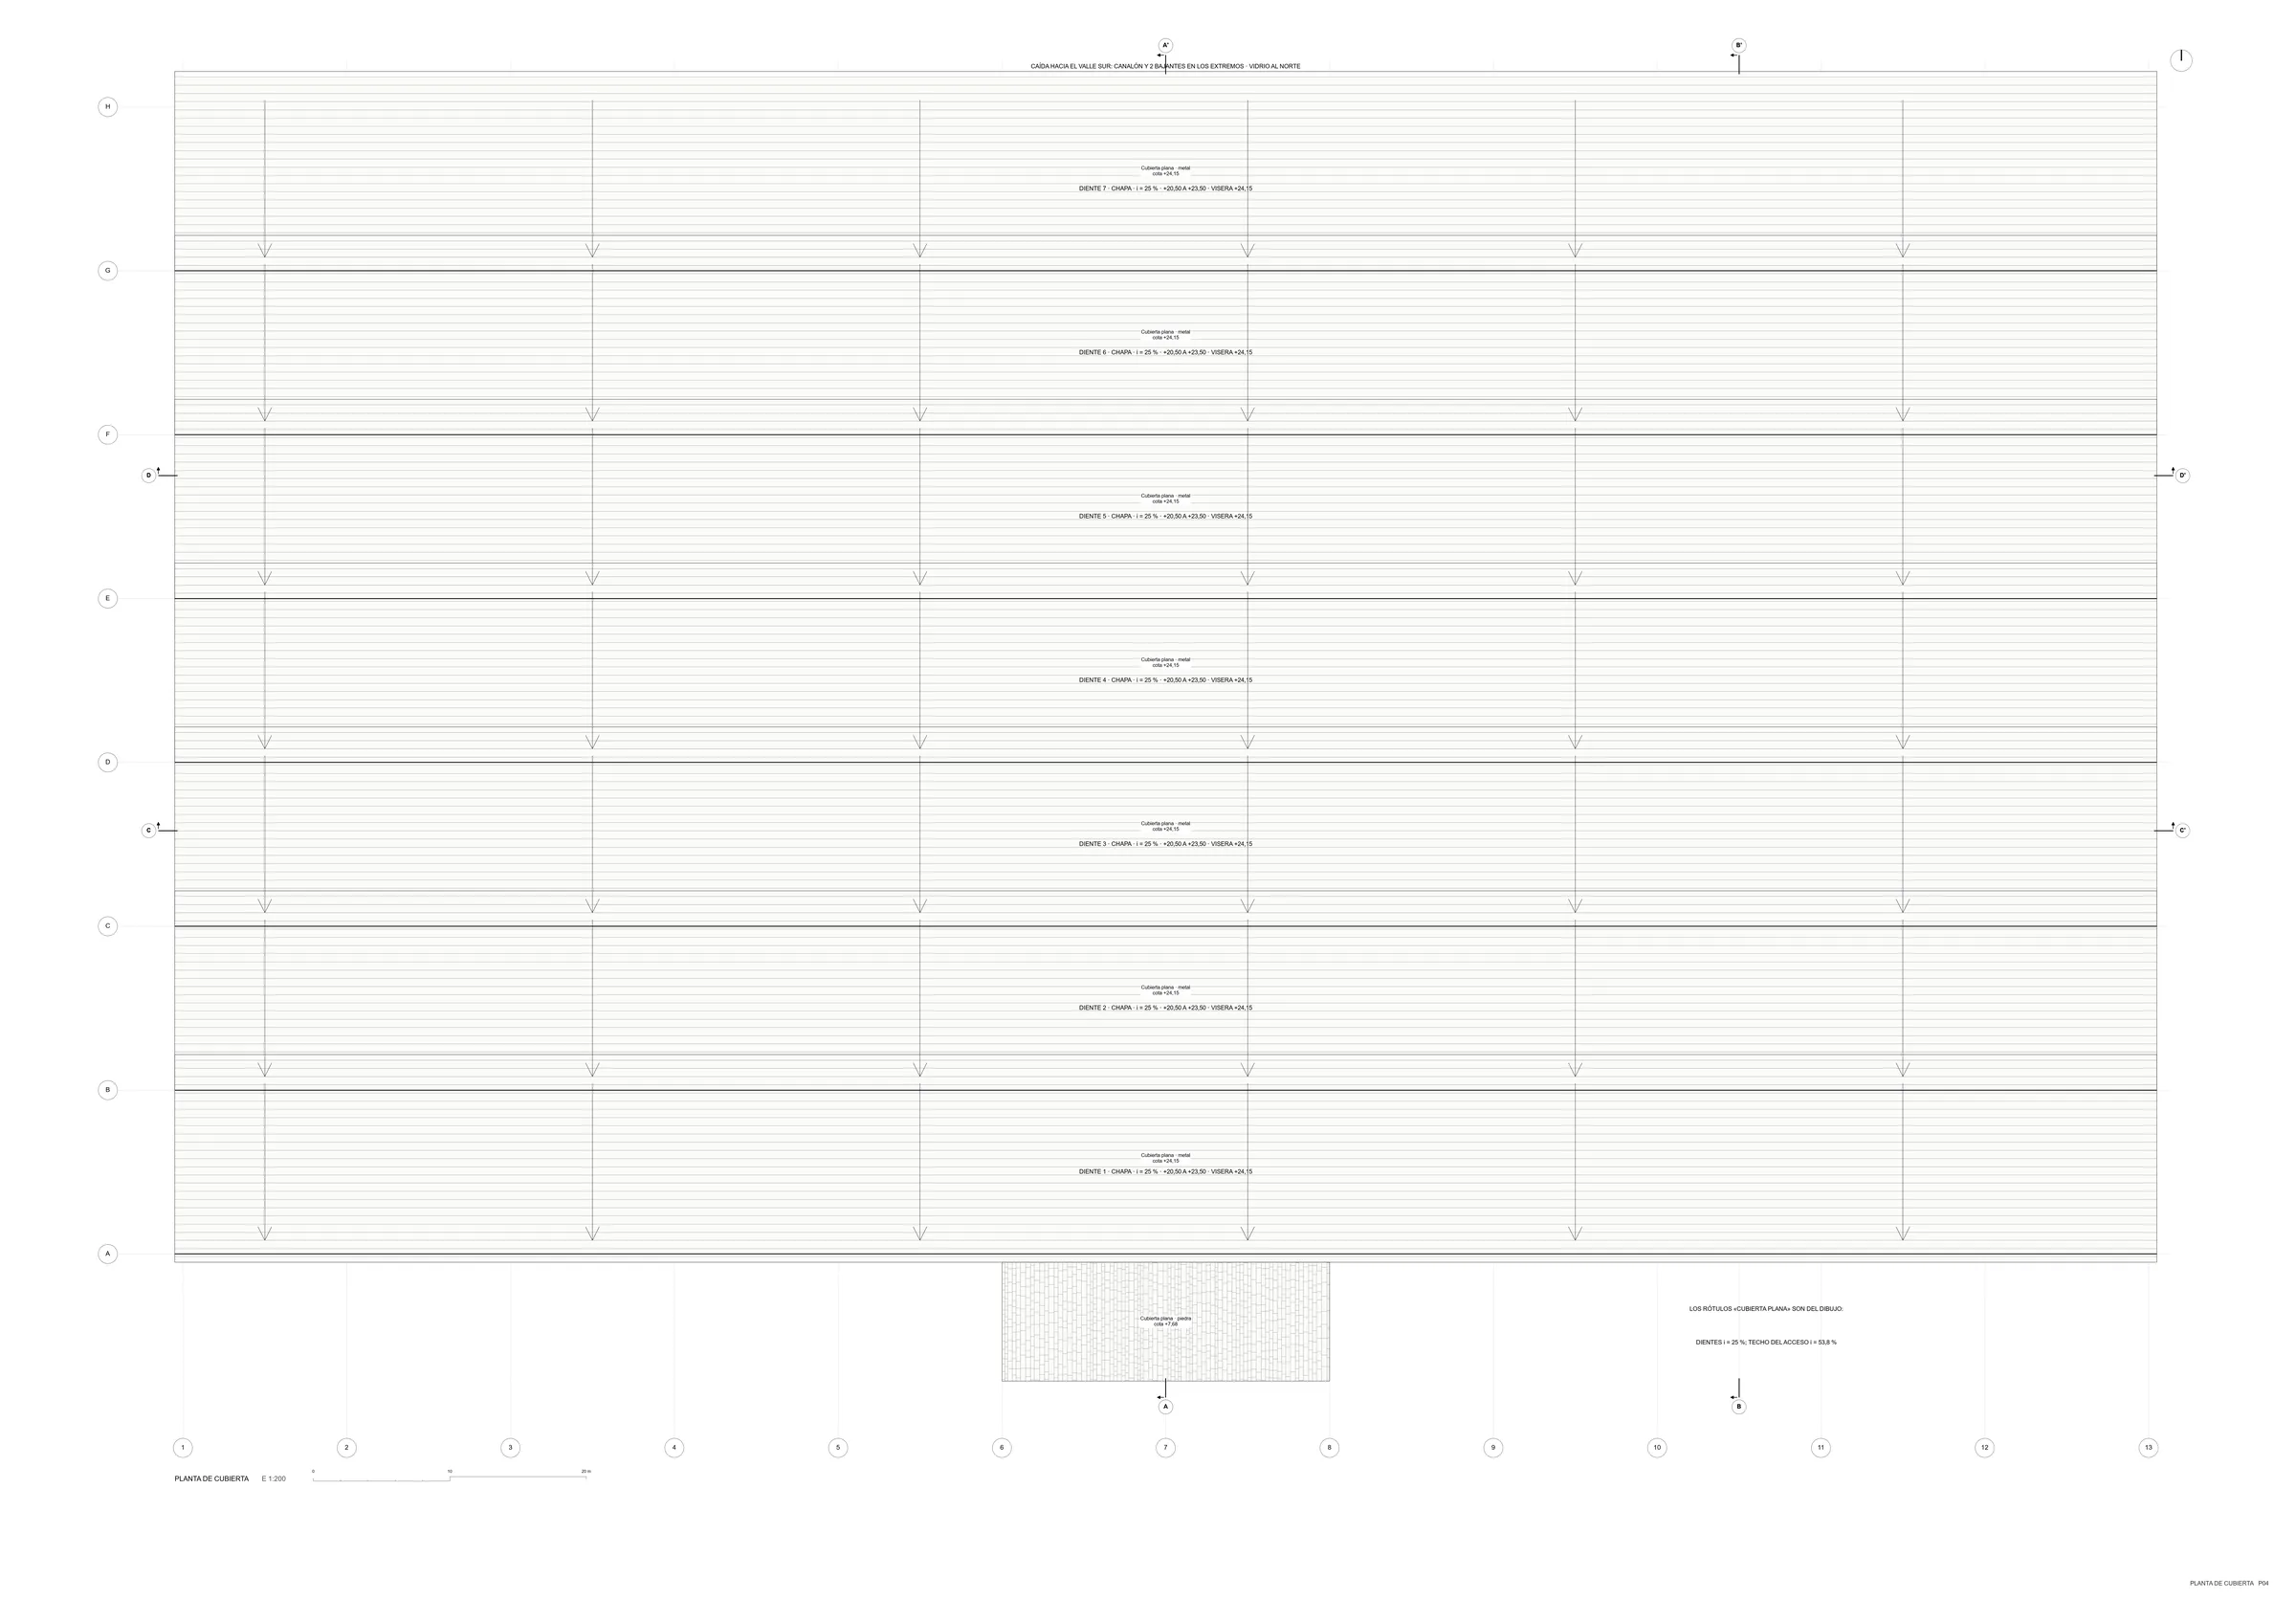 A'
B'
CAÍDA HACIA EL VALLE SUR: CANALÓN Y 2 BAJANTES EN LOS EXTREMOS · VIDRIO AL NORTE
H
Cubierta plana · metal
cota +24,15
DIENTE 7 · CHAPA · i = 25 % · +20,50 A +23,50 · VISERA +24,15
G
Cubierta plana · metal
cota +24,15
DIENTE 6 · CHAPA · i = 25 % · +20,50 A +23,50 · VISERA +24,15
F
D
D'
Cubierta plana · metal
cota +24,15
DIENTE 5 · CHAPA · i = 25 % · +20,50 A +23,50 · VISERA +24,15
E
Cubierta plana · metal
cota +24,15
DIENTE 4 · CHAPA · i = 25 % · +20,50 A +23,50 · VISERA +24,15
D
Cubierta plana · metal
cota +24,15
C
C'
DIENTE 3 · CHAPA · i = 25 % · +20,50 A +23,50 · VISERA +24,15
C
Cubierta plana · metal
cota +24,15
DIENTE 2 · CHAPA · i = 25 % · +20,50 A +23,50 · VISERA +24,15
B
Cubierta plana · metal
cota +24,15
DIENTE 1 · CHAPA · i = 25 % · +20,50 A +23,50 · VISERA +24,15
A
LOS RÓTULOS «CUBIERTA PLANA» SON DEL DIBUJO:
Cubierta plana · piedra
cota +7,68
DIENTES i = 25 %; TECHO DEL ACCESO i = 53,8 %
A
B
1 2 3 4 5 6 7 8 9 10 11 12 13
PLANTA DE CUBIERTA E 1:200
0 10 20 m
PLANTA DE CUBIERTA P04